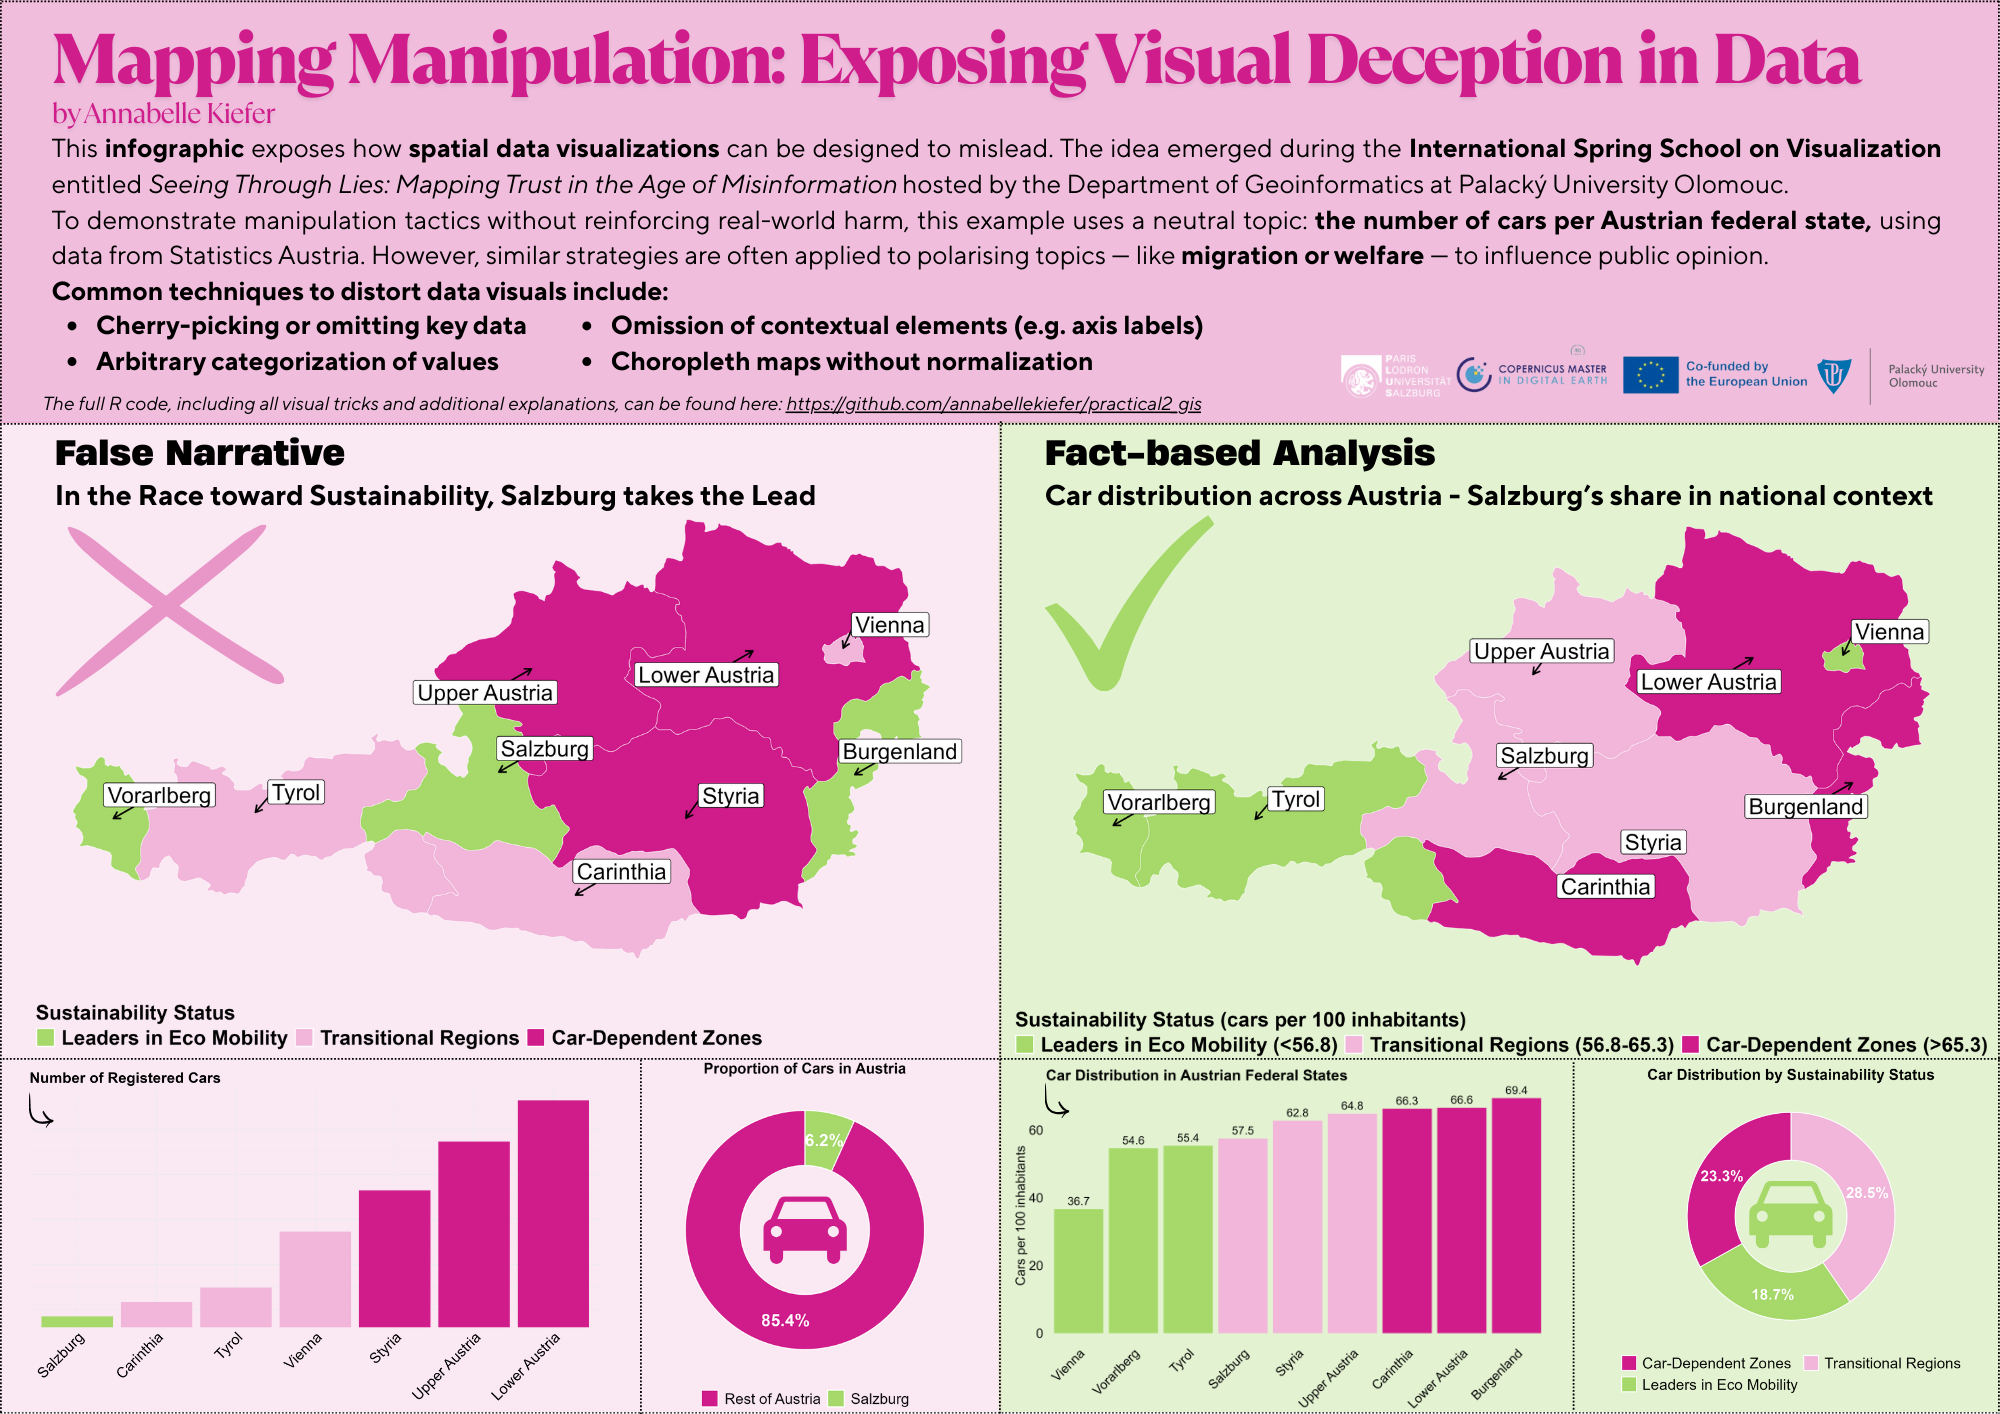 Mapping Manipulation: Exposing Visual Deception in Data
by Annabelle Kiefer
This infographic exposes how spatial data visualizations can be designed to mislead. The idea emerged during the International Spring School on Visualization
entitled Seeing Through Lies: Mapping Trust in the Age of Misinformation hosted by the Department of Geoinformatics at Palacký University Olomouc.
To demonstrate manipulation tactics without reinforcing real-world harm, this example uses a neutral topic: the number of cars per Austrian federal state, using
data from Statistics Austria. However, similar strategies are often applied to polarising topics — like migration or welfare — to influence public opinion.
Common techniques to distort data visuals include:
• Cherry-picking or omitting key data
• Arbitrary categorization of values
• Omission of contextual elements (e.g. axis labels)
• Choropleth maps without normalization
The full R code, including all visual tricks and additional explanations, can be found here: https://github.com/annabellekiefer/practical2_gis
PARIS
LODRON
UNIVERSITÄT
SALZBURG
COPERNICUS MASTER
IN DIGITAL EARTH
Co-funded by
the European Union
Palacký University
Olomouc
False Narrative
In the Race toward Sustainability, Salzburg takes the Lead
Vienna
Lower Austria
Upper Austria
Salzburg
Burgenland
Vorarlberg
Tyrol
Styria
Carinthia
Sustainability Status
Leaders in Eco Mobility
Transitional Regions
Car-Dependent Zones
Fact-based Analysis
Car distribution across Austria - Salzburg's share in national context
Vienna
Upper Austria
Lower Austria
Salzburg
Vorarlberg
Tyrol
Burgenland
Styria
Carinthia
Sustainability Status (cars per 100 inhabitants)
Leaders in Eco Mobility (<56.8)
Transitional Regions (56.8-65.3)
Car-Dependent Zones (>65.3)
Number of Registered Cars
Salzburg
Carinthia
Tyrol
Vienna
Styria
Upper Austria
Lower Austria
Proportion of Cars in Austria
6.2%
85.4%
Rest of Austria
Salzburg
Car Distribution in Austrian Federal States
Cars per 100 inhabitants
60
40
20
0
36.7
54.6
55.4
57.5
62.8
64.8
66.3
66.6
69.4
Vienna
Vorarlberg
Tyrol
Salzburg
Styria
Upper Austria
Carinthia
Lower Austria
Burgenland
Car Distribution by Sustainability Status
23.3%
28.5%
18.7%
Car-Dependent Zones
Transitional Regions
Leaders in Eco Mobility